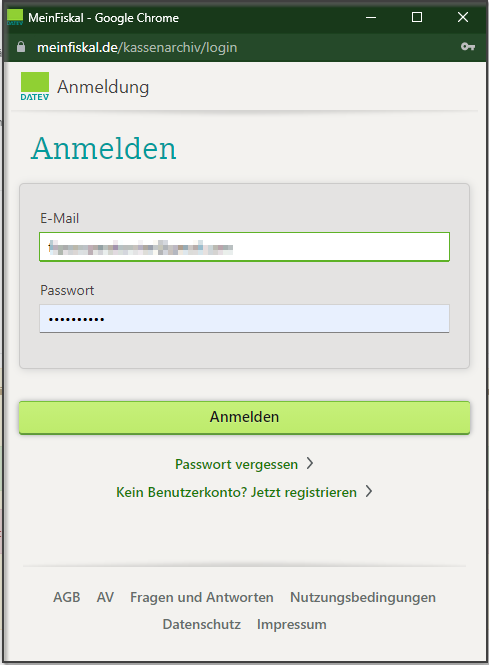 MeinFiskal - Google Chrome
meinfiskal.de/kassenarchiv/login
DATEV Anmeldung
Anmelden
E-Mail
Passwort
••••••••••
Anmelden
Passwort vergessen
Kein Benutzerkonto? Jetzt registrieren
AGB AV Fragen und Antworten Nutzungsbedingungen
Datenschutz Impressum